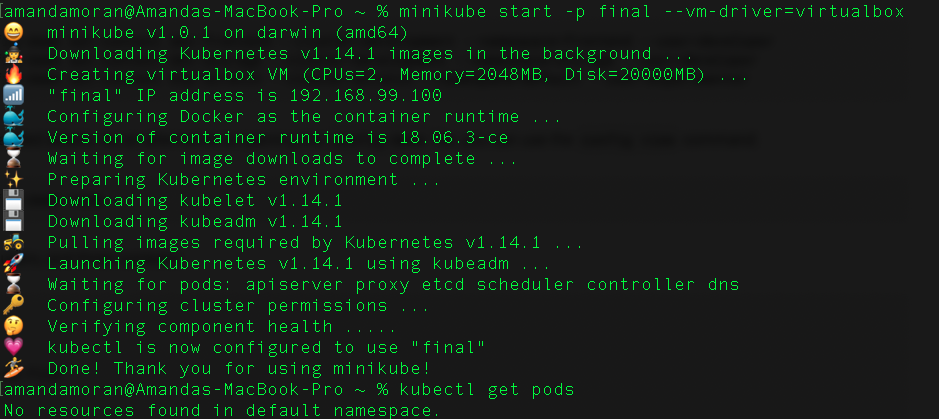 [amandamoran@Amandas-MacBook-Pro ~ % minikube start -p final --vm-driver=virtualbox
😄 minikube v1.0.1 on darwin (amd64)
🤹 Downloading Kubernetes v1.14.1 images in the background ...
🔥 Creating virtualbox VM (CPUs=2, Memory=2048MB, Disk=20000MB) ...
📶 "final" IP address is 192.168.99.100
🐳 Configuring Docker as the container runtime ...
🐳 Version of container runtime is 18.06.3-ce
⌛ Waiting for image downloads to complete ...
✨ Preparing Kubernetes environment ...
💾 Downloading kubelet v1.14.1
💾 Downloading kubeadm v1.14.1
🚜 Pulling images required by Kubernetes v1.14.1 ...
🚀 Launching Kubernetes v1.14.1 using kubeadm ...
⌛ Waiting for pods: apiserver proxy etcd scheduler controller dns
🔑 Configuring cluster permissions ...
🤔 Verifying component health .....
💗 kubectl is now configured to use "final"
🏄 Done! Thank you for using minikube!
[amandamoran@Amandas-MacBook-Pro ~ % kubectl get pods
No resources found in default namespace.